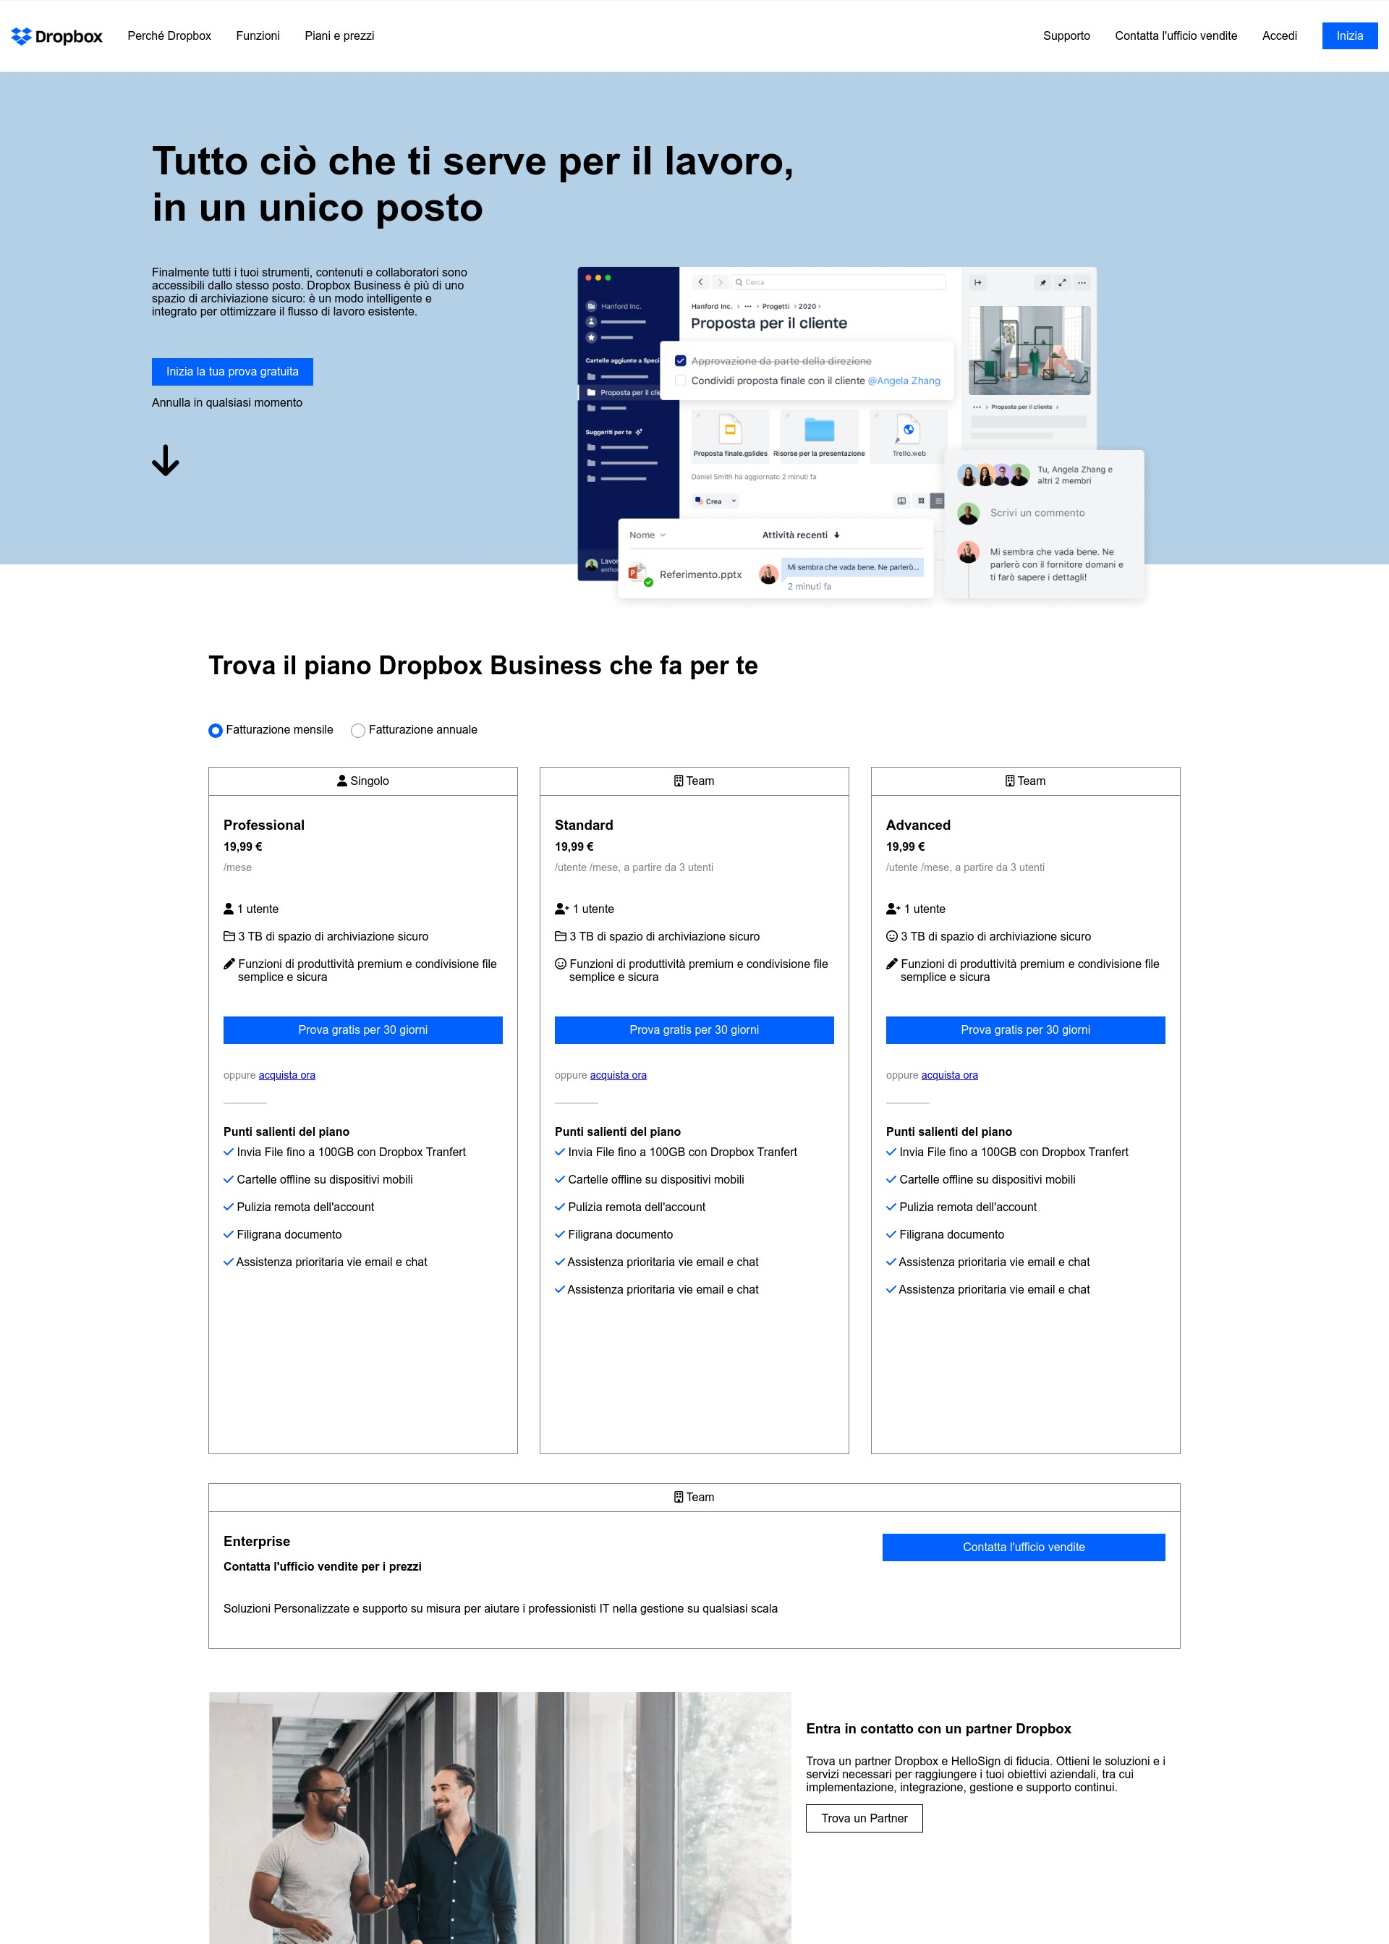 Dropbox
Perché Dropbox
Funzioni
Piani e prezzi
Supporto
Contatta l'ufficio vendite
Accedi
Inizia
Tutto ciò che ti serve per il lavoro,
in un unico posto
Finalmente tutti i tuoi strumenti, contenuti e collaboratori sono
accessibili dallo stesso posto. Dropbox Business è più di uno
spazio di archiviazione sicuro: è un modo intelligente e
integrato per ottimizzare il flusso di lavoro esistente.
Inizia la tua prova gratuita
Annulla in qualsiasi momento
Hanford Inc.
Cartelle aggiunte a Speci
Proposta per il clie
Suggeriti per te
Lavor
Cerca
Hanford Inc. > ··· > Progetti > 2020 >
Proposta per il cliente
Approvazione da parte della direzione
Condividi proposta finale con il cliente @Angela Zhang
Proposta finale.gslides
Risorse per la presentazione
Trello.web
Daniel Smith ha aggiornato 2 minuti fa
Crea
Nome
Attività recenti
Referimento.pptx
Mi sembra che vada bene. Ne parlerò...
2 minuti fa
··· > Proposta per il cliente >
Tu, Angela Zhang e
altri 2 membri
Scrivi un commento
Mi sembra che vada bene. Ne
parlerò con il fornitore domani e
ti farò sapere i dettagli!
Trova il piano Dropbox Business che fa per te
Fatturazione mensile
Fatturazione annuale
Singolo
Professional
19,99 €
/mese
1 utente
3 TB di spazio di archiviazione sicuro
Funzioni di produttività premium e condivisione file
semplice e sicura
Prova gratis per 30 giorni
oppure acquista ora
Punti salienti del piano
Invia File fino a 100GB con Dropbox Tranfert
Cartelle offline su dispositivi mobili
Pulizia remota dell'account
Filigrana documento
Assistenza prioritaria vie email e chat
Team
Standard
19,99 €
/utente /mese, a partire da 3 utenti
1 utente
3 TB di spazio di archiviazione sicuro
Funzioni di produttività premium e condivisione file
semplice e sicura
Prova gratis per 30 giorni
oppure acquista ora
Punti salienti del piano
Invia File fino a 100GB con Dropbox Tranfert
Cartelle offline su dispositivi mobili
Pulizia remota dell'account
Filigrana documento
Assistenza prioritaria vie email e chat
Assistenza prioritaria vie email e chat
Team
Advanced
19,99 €
/utente /mese, a partire da 3 utenti
1 utente
3 TB di spazio di archiviazione sicuro
Funzioni di produttività premium e condivisione file
semplice e sicura
Prova gratis per 30 giorni
oppure acquista ora
Punti salienti del piano
Invia File fino a 100GB con Dropbox Tranfert
Cartelle offline su dispositivi mobili
Pulizia remota dell'account
Filigrana documento
Assistenza prioritaria vie email e chat
Assistenza prioritaria vie email e chat
Team
Enterprise
Contatta l'ufficio vendite per i prezzi
Soluzioni Personalizzate e supporto su misura per aiutare i professionisti IT nella gestione su qualsiasi scala
Contatta l'ufficio vendite
Entra in contatto con un partner Dropbox
Trova un partner Dropbox e HelloSign di fiducia. Ottieni le soluzioni e i
servizi necessari per raggiungere i tuoi obiettivi aziendali, tra cui
implementazione, integrazione, gestione e supporto continui.
Trova un Partner